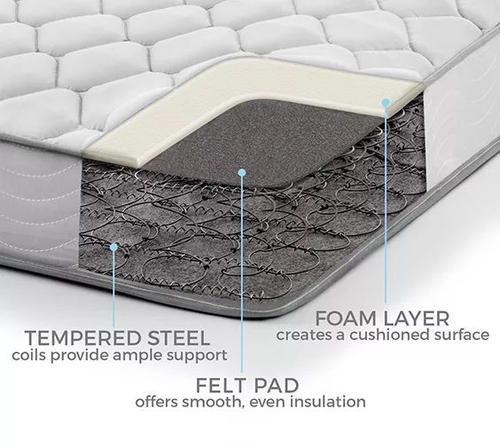 TEMPERED STEEL
coils provide ample support
FELT PAD
offers smooth, even insulation
FOAM LAYER
creates a cushioned surface